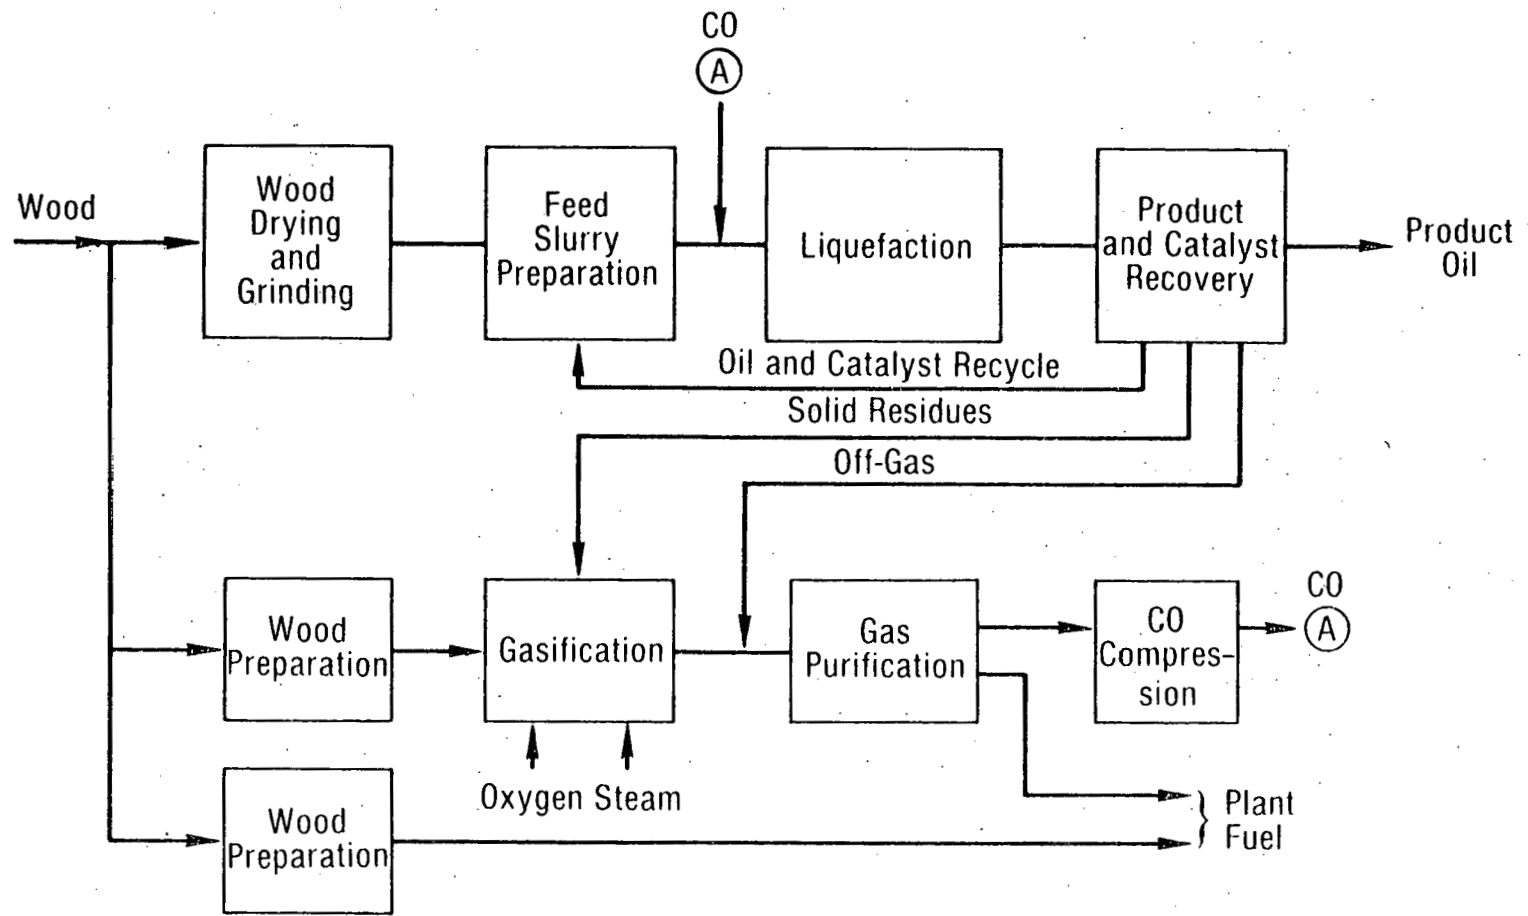 CO
A
Wood
Wood
Drying
and
Grinding
Feed
Slurry
Preparation
Liquefaction
Product
and Catalyst
Recovery
Product
Oil
Oil and Catalyst Recycle
Solid Residues
Off-Gas
Wood
Preparation
Gasification
Gas
Purification
CO
Compres-
sion
CO
A
Oxygen Steam
Wood
Preparation
Plant
Fuel